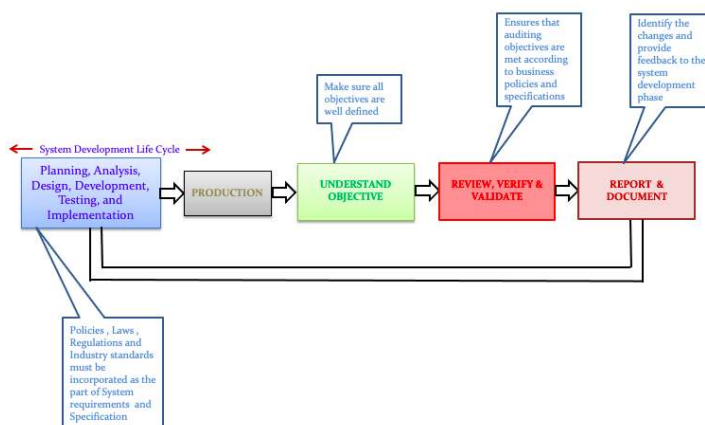 Ensures that
auditing
objectives are
met according
to business
policies and
specifications
Identify the
changes and
provide
feedback to the
system
development
phase
Make sure all
objectives are
well defined
System Development Life Cycle
Planning, Analysis,
Design, Development,
Testing, and
Implementation
PRODUCTION
UNDERSTAND
OBJECTIVE
REVIEW, VERIFY &
VALIDATE
REPORT &
DOCUMENT
Policies , Laws ,
Regulations and
Industry standards
must be
incorporated as the
part of System
requirements and
Specification